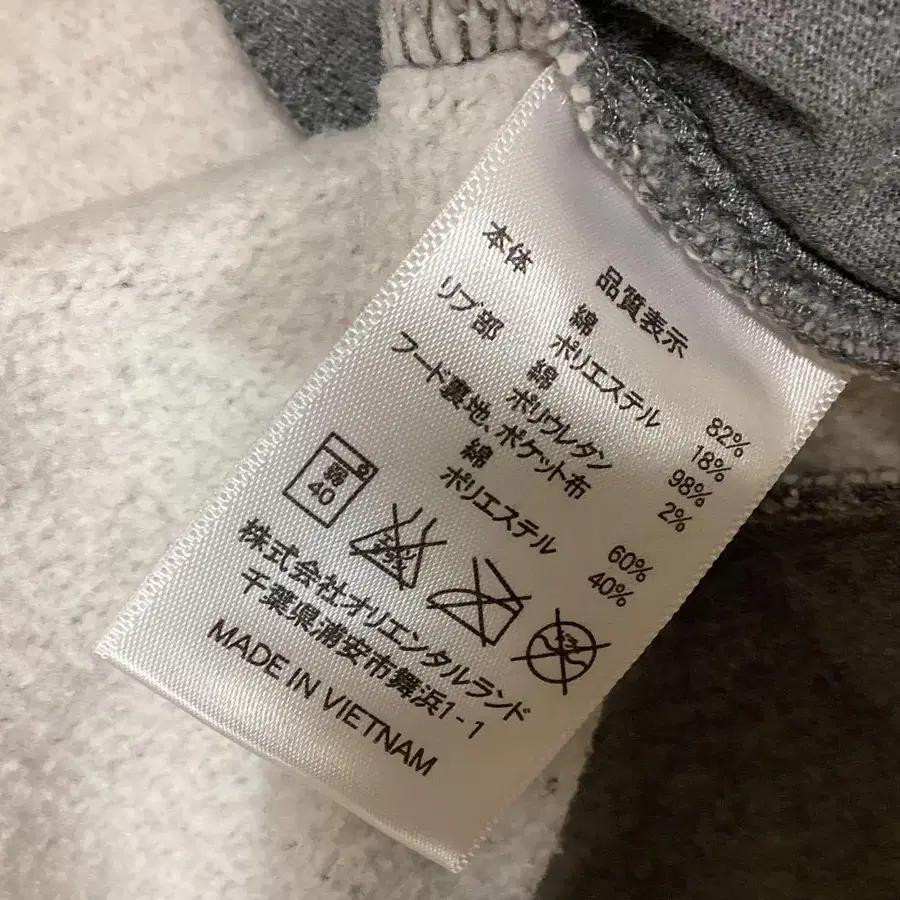 品質表示
本体 綿 82%
ポリエステル 18%
リブ部 綿 98%
ポリウレタン 2%
フード裏地、ポケット布
綿 60%
ポリエステル 40%
弱
40
エンソ
株式会社オリエンタルランド
千葉県浦安市舞浜1-1
MADE IN VIETNAM